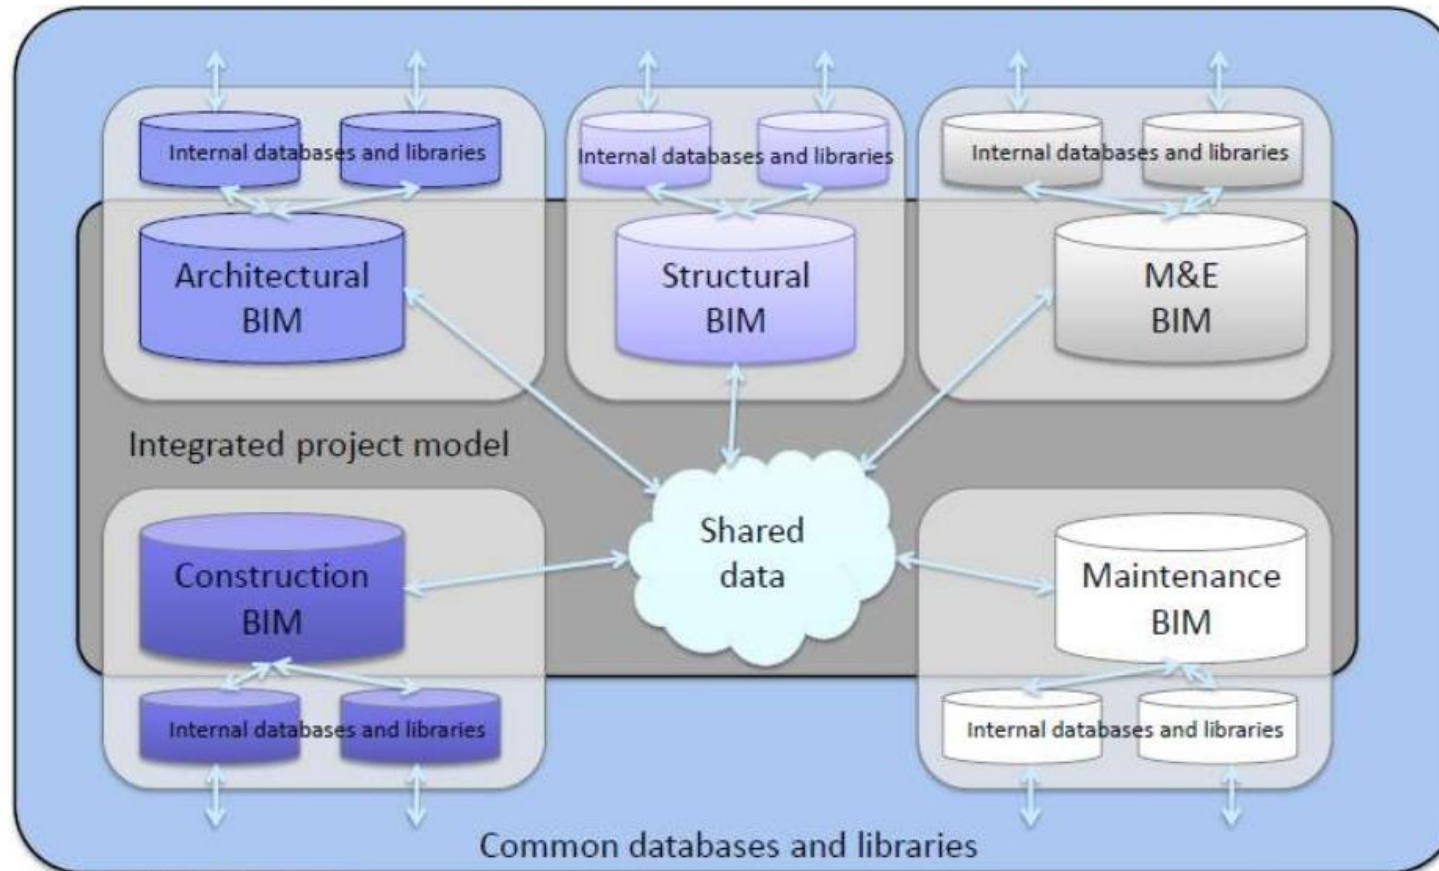 Internal databases and libraries
Internal databases and libraries
Internal databases and libraries
Architectural
BIM
Structural
BIM
M&E
BIM
Integrated project model
Shared
data
Construction
BIM
Maintenance
BIM
Internal databases and libraries
Internal databases and libraries
Common databases and libraries